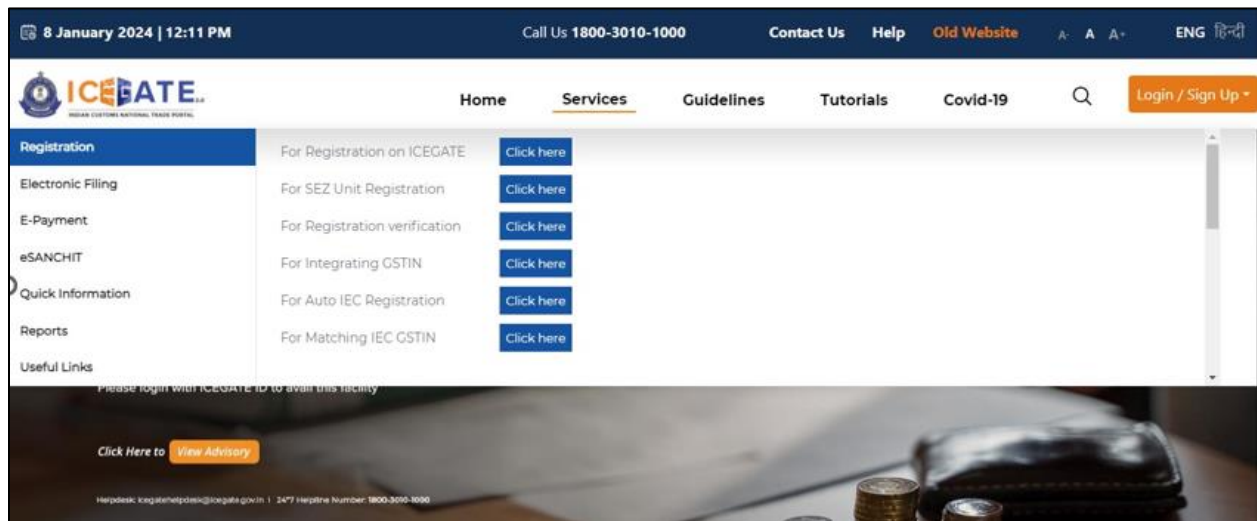 8 January 2024 | 12:11 PM Call Us 1800-3010-1000 Contact Us Help Old Website A- A A+ ENG हिन्दी
ICEGATE
INDIAN CUSTOMS NATIONAL TRADE PORTAL
Home Services Guidelines Tutorials Covid-19 Login / Sign Up
Registration
Electronic Filing
E-Payment
eSANCHIT
Quick Information
Reports
Useful Links
For Registration on ICEGATE Click here
For SEZ Unit Registration Click here
For Registration verification Click here
For Integrating GSTIN Click here
For Auto IEC Registration Click here
For Matching IEC GSTIN Click here
Please login with ICEGATE ID to avail this facility
Click Here to View Advisory
Helpdesk: icegatehelpdesk@icegate.gov.in | 24*7 Helpline Number: 1800-3010-1000